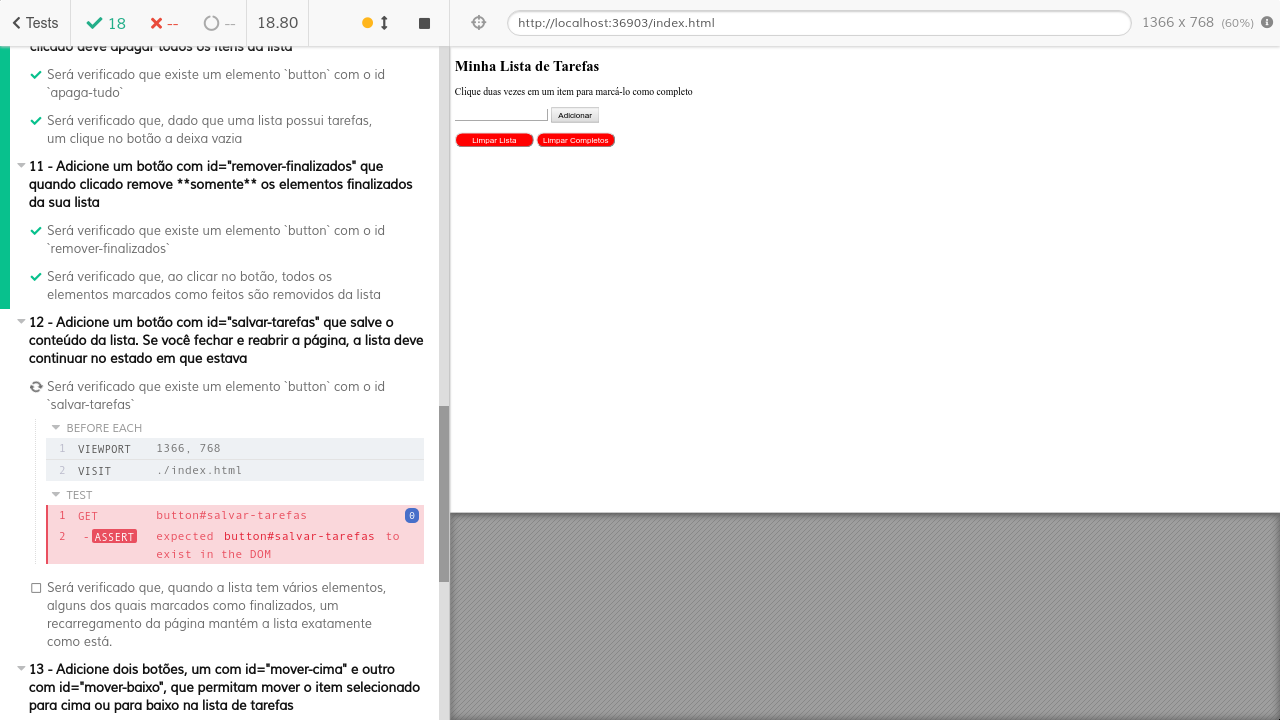 Tests
18
--
--
18.80
http://localhost:36903/index.html
1366 x 768 (60%)
clicado deve apagar todos os itens da lista
Será verificado que existe um elemento `button` com o id
`apaga-tudo`
Será verificado que, dado que uma lista possui tarefas,
um clique no botão a deixa vazia
11 - Adicione um botão com id="remover-finalizados" que
quando clicado remove **somente** os elementos finalizados
da sua lista
Será verificado que existe um elemento `button` com o id
`remover-finalizados`
Será verificado que, ao clicar no botão, todos os
elementos marcados como feitos são removidos da lista
12 - Adicione um botão com id="salvar-tarefas" que salve o
conteúdo da lista. Se você fechar e reabrir a página, a lista deve
continuar no estado em que estava
Será verificado que existe um elemento `button` com o id
`salvar-tarefas`
BEFORE EACH
1 VIEWPORT 1366, 768
2 VISIT ./index.html
TEST
1 GET button#salvar-tarefas 0
2 -ASSERT expected button#salvar-tarefas to
exist in the DOM
Será verificado que, quando a lista tem vários elementos,
alguns dos quais marcados como finalizados, um
recarregamento da página mantém a lista exatamente
como está.
13 - Adicione dois botões, um com id="mover-cima" e outro
com id="mover-baixo", que permitam mover o item selecionado
para cima ou para baixo na lista de tarefas
Minha Lista de Tarefas
Clique duas vezes em um item para marcá-lo como completo
Adicionar
Limpar Lista Limpar Completos